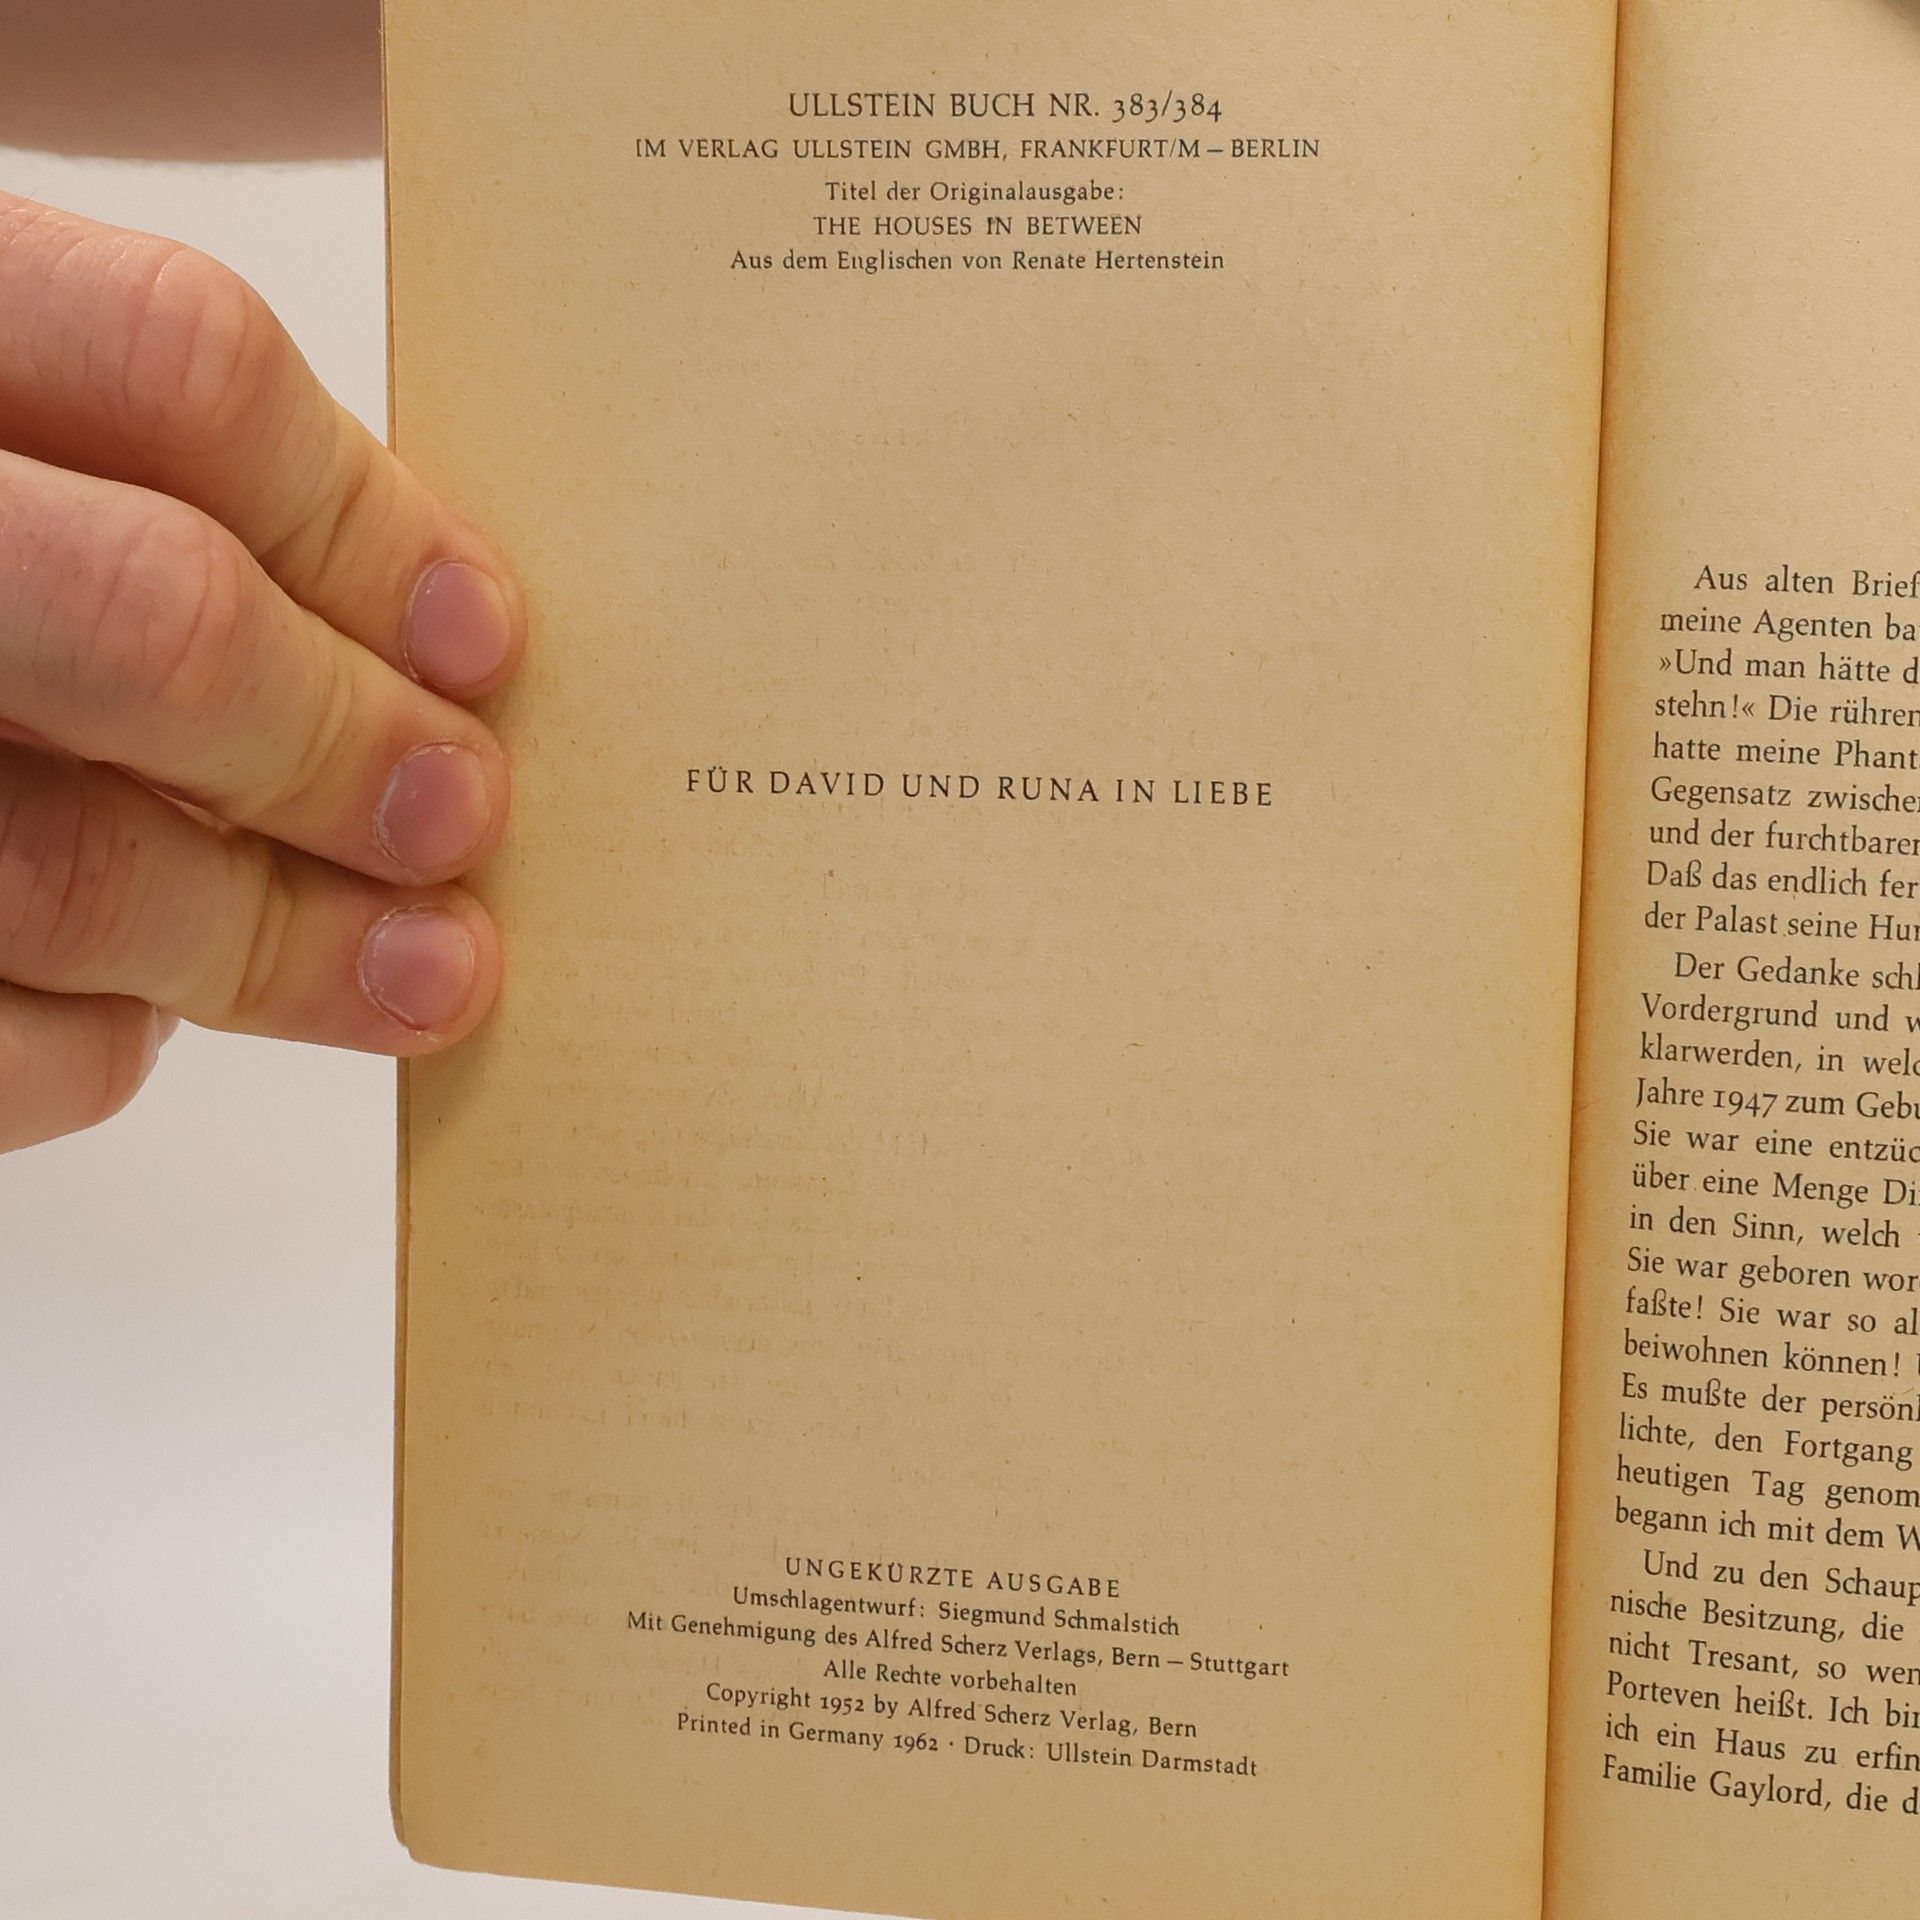 ULLSTEIN BUCH NR. 383/384
IM VERLAG ULLSTEIN GMBH, FRANKFURT/M – BERLIN
Titel der Originalausgabe:
THE HOUSES IN BETWEEN
Aus dem Englischen von Renate Hertenstein
FÜR DAVID UND RUNA IN LIEBE
UNGEKÜRZTE AUSGABE
Umschlagentwurf: Siegmund Schmalstich
Mit Genehmigung des Alfred Scherz Verlags, Bern – Stuttgart
Alle Rechte vorbehalten
Copyright 1952 by Alfred Scherz Verlag, Bern
Printed in Germany 1962 · Druck: Ullstein Darmstadt
Aus alten
meine Agenten
»Und man hätte
stehn!« Die
hatte meine
Gegensatz
und der
Daß das endlich
der Palast seine
Der Gedanke
Vordergrund und
klarwerden, in
Jahre 1947 zum
Sie war eine
über eine Menge
in den Sinn, welch
Sie war geboren
faßte! Sie war so
beiwohnen können!
Es mußte der
lichte, den Fortgang
heutigen Tag
begann ich mit dem
Und zu den
nische Besitzung, die
nicht Tresant, so
Porteven heißt. Ich
ich ein Haus zu
Familie Gaylord, die